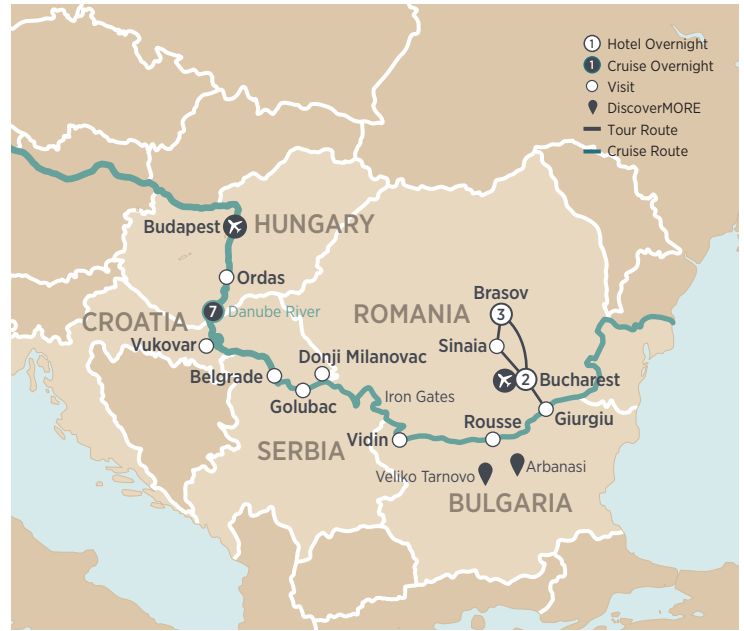 1 Hotel Overnight
1 Cruise Overnight
Visit
DiscoverMORE
Tour Route
Cruise Route
Budapest
HUNGARY
Ordas
7
Danube River
CROATIA
Vukovar
ROMANIA
Brasov
3
Sinaia
Donji Milanovac
Belgrade
Golubac
2
Bucharest
Iron Gates
Giurgiu
Rousse
Vidin
SERBIA
Veliko Tarnovo
Arbanasi
BULGARIA